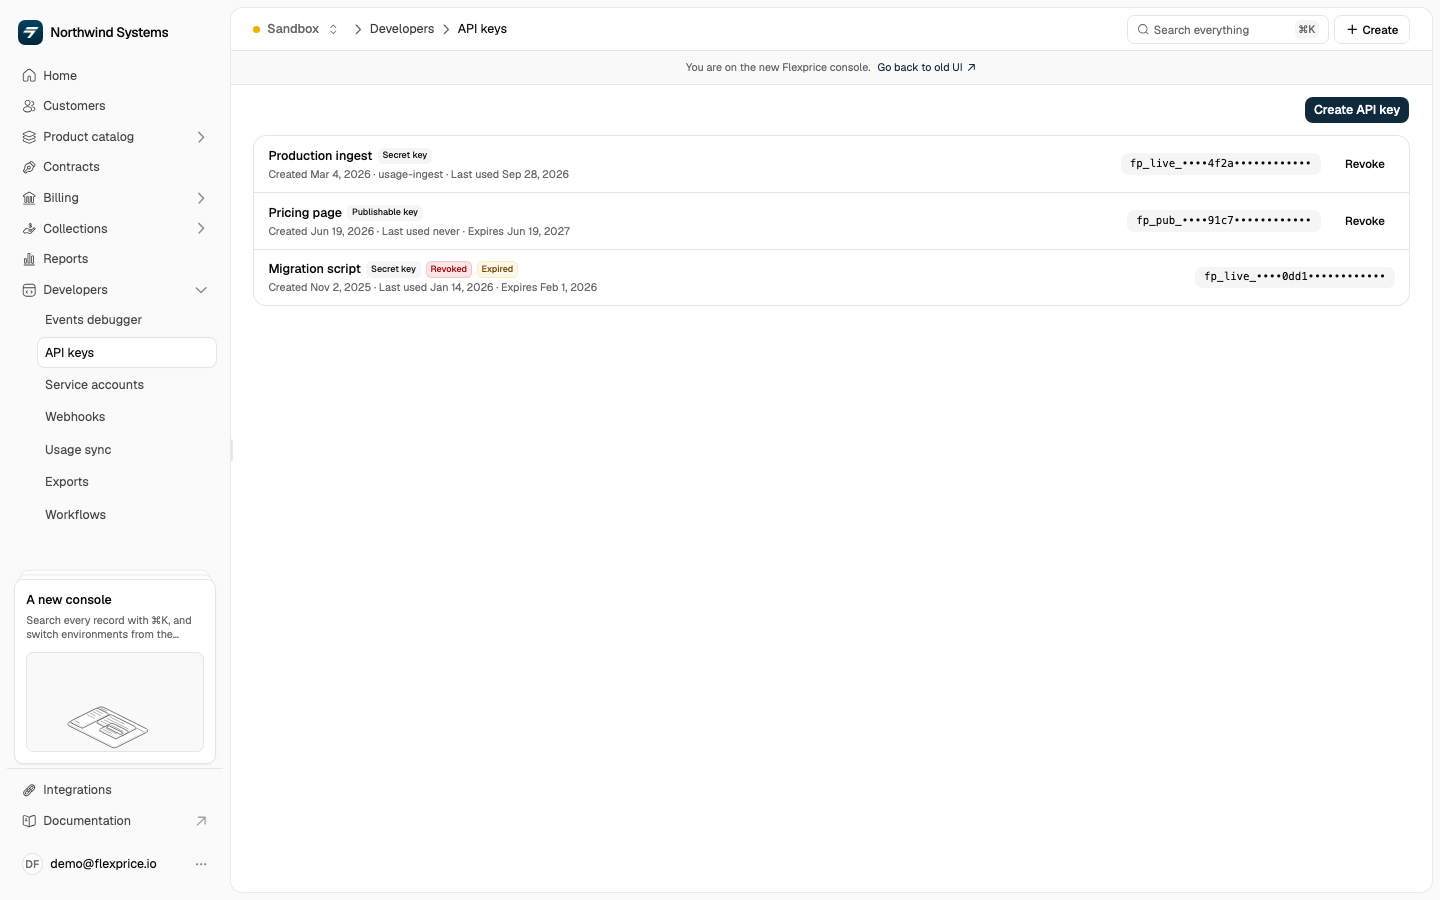 Northwind Systems
Home
Customers
Product catalog
Contracts
Billing
Collections
Reports
Developers
Events debugger
API keys
Service accounts
Webhooks
Usage sync
Exports
Workflows
A new console
Search every record with ⌘K, and
switch environments from the...
Integrations
Documentation
DF demo@flexprice.io ...
Sandbox Developers API keys
Search everything ⌘K
+ Create
You are on the new Flexprice console. Go back to old UI
Create API key
Production ingest Secret key
Created Mar 4, 2026 · usage-ingest · Last used Sep 28, 2026
fp_live_••••4f2a••••••••••••
Revoke
Pricing page Publishable key
Created Jun 19, 2026 · Last used never · Expires Jun 19, 2027
fp_pub_••••91c7••••••••••••
Revoke
Migration script Secret key Revoked Expired
Created Nov 2, 2025 · Last used Jan 14, 2026 · Expires Feb 1, 2026
fp_live_••••0dd1••••••••••••